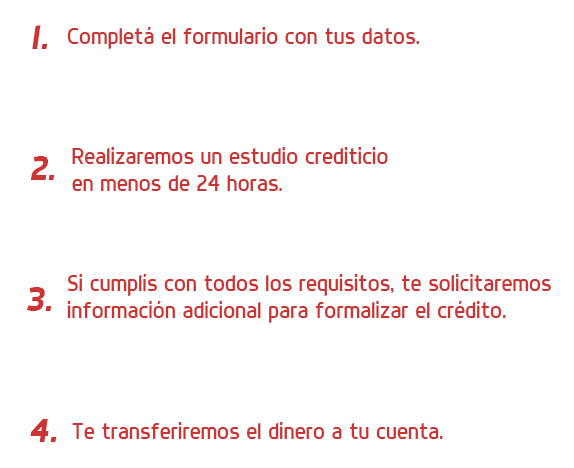 1. Completá el formulario con tus datos.
2. Realizaremos un estudio crediticio
en menos de 24 horas.
3. Si cumplís con todos los requisitos, te solicitaremos
información adicional para formalizar el crédito.
4. Te transferiremos el dinero a tu cuenta.